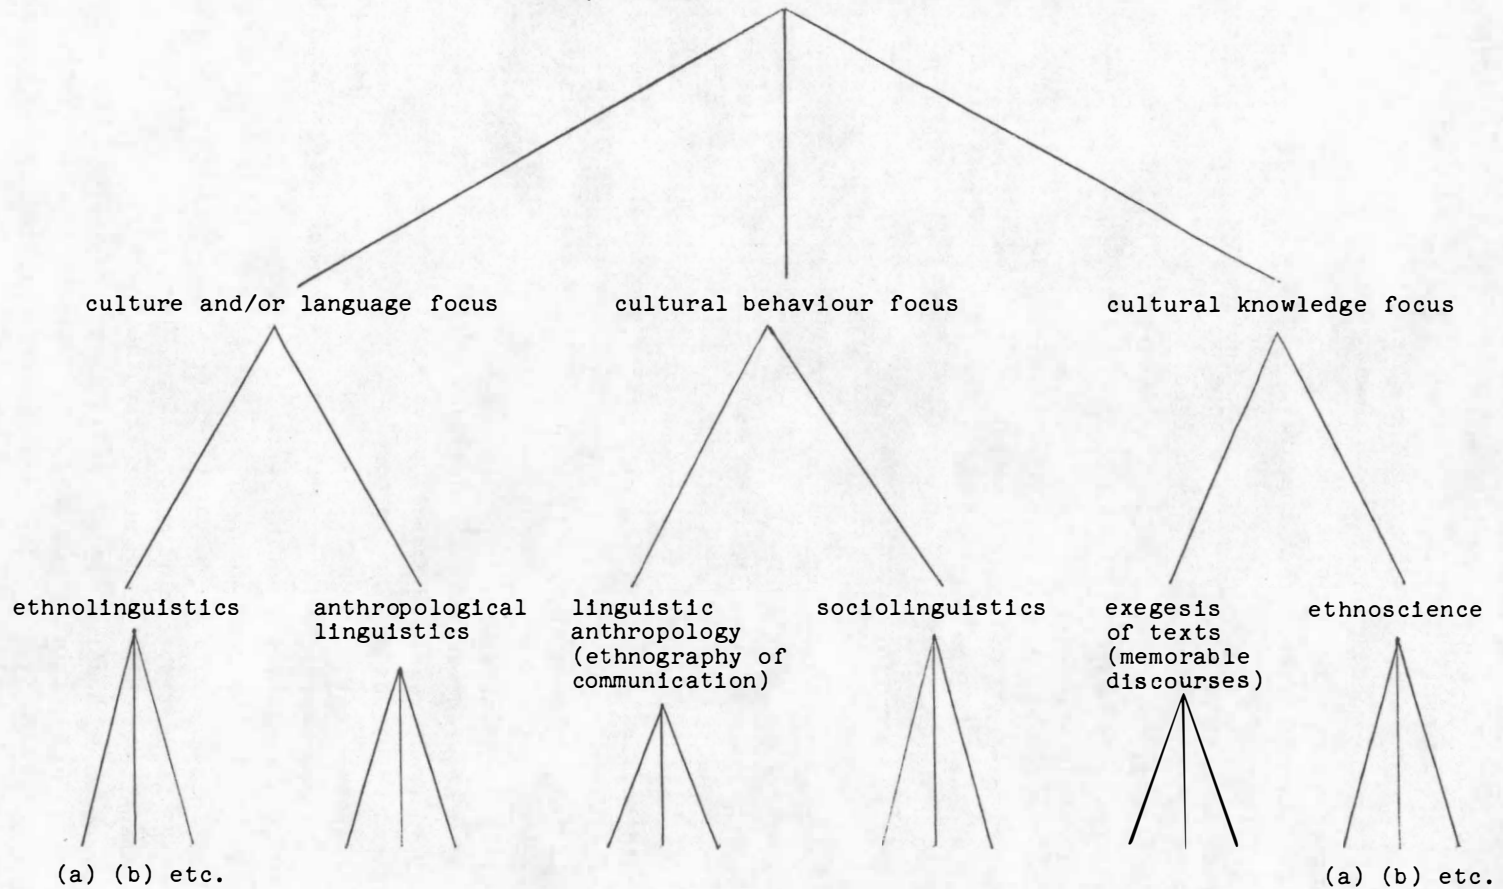 culture and/or language focus
cultural behaviour focus
cultural knowledge focus
ethnolinguistics
anthropological
linguistics
linguistic
anthropology
(ethnography of
communication)
sociolinguistics
exegesis
of texts
(memorable
discourses)
ethnoscience
(a) (b) etc.
(a) (b) etc.